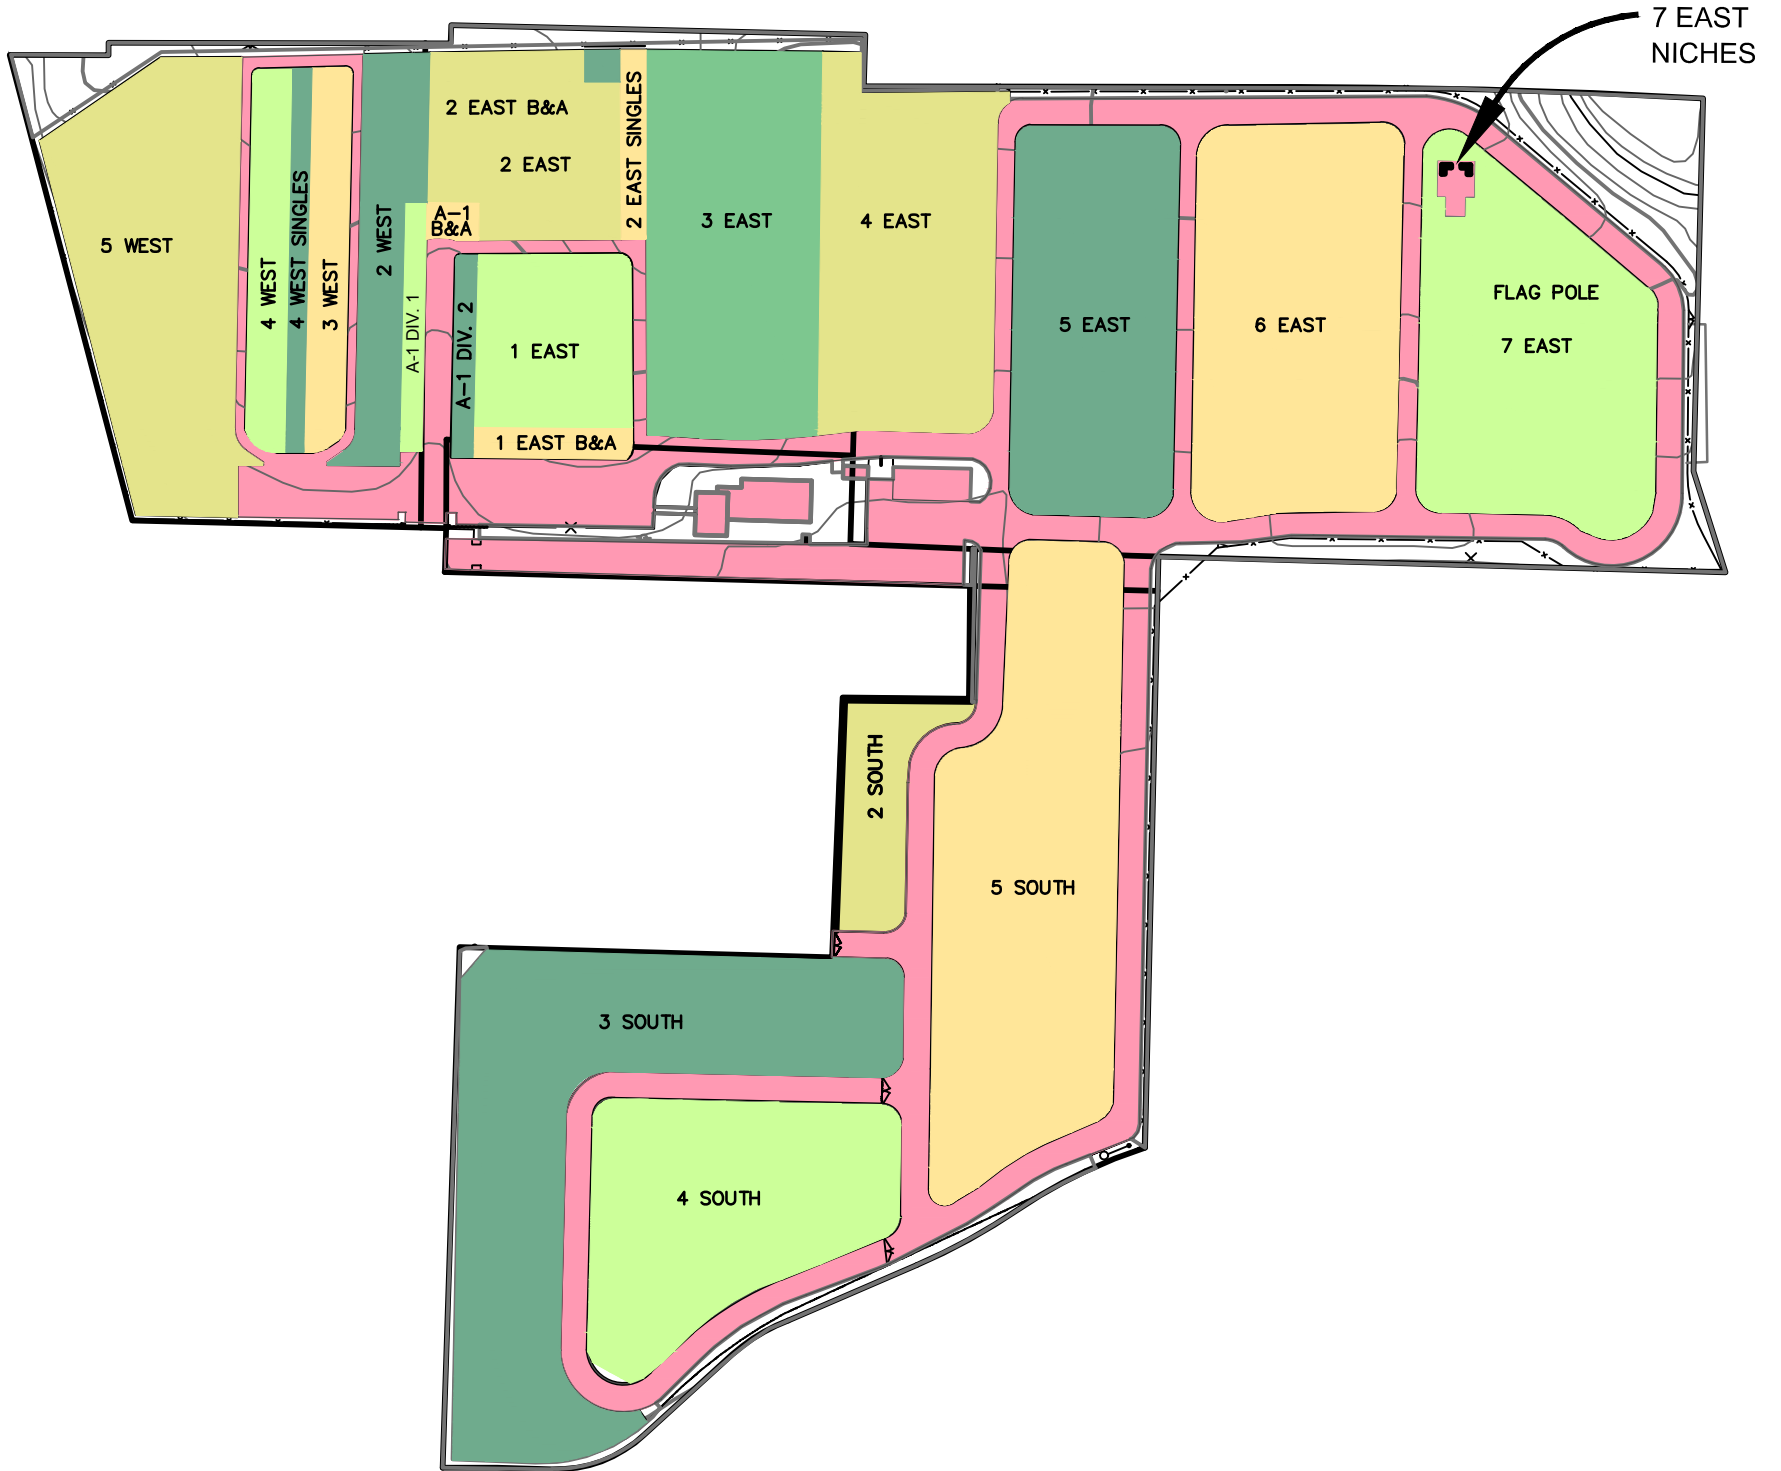 7 EAST
NICHES
2 EAST B&A
2 EAST
2 EAST SINGLES
5 WEST
4 WEST
4 WEST SINGLES
3 WEST
2 WEST
A-1 DIV. 1
A-1
B&A
A-1 DIV. 2
1 EAST
1 EAST B&A
3 EAST
4 EAST
5 EAST
6 EAST
FLAG POLE
7 EAST
2 SOUTH
5 SOUTH
3 SOUTH
4 SOUTH